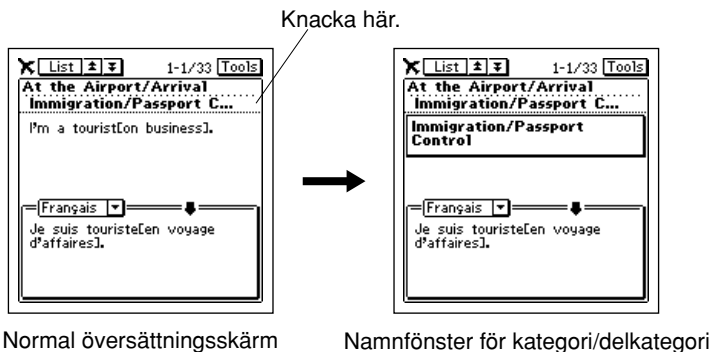 Knacka här.
List 1-1/33 Tools
At the Airport/Arrival
Immigration/Passport C...
I'm a tourist[on business].
Français
Je suis touriste[en voyage
d'affaires].
Normal översättningsskärm
List 1-1/33 Tools
At the Airport/Arrival
Immigration/Passport C...
Immigration/Passport
Control
Français
Je suis touriste[en voyage
d'affaires].
Namnfönster för kategori/delkategori